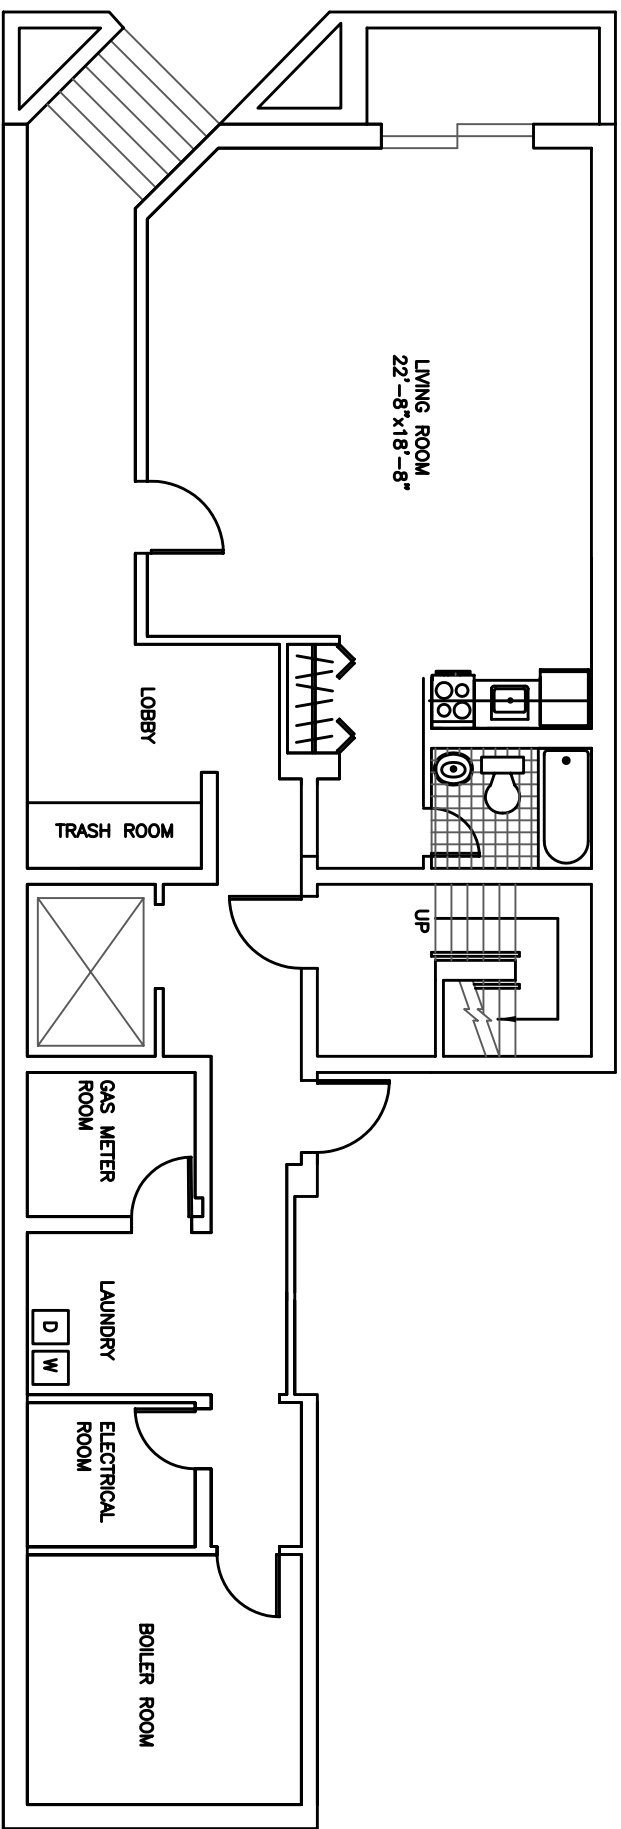 LIVING ROOM
22'-8"x18'-8"
LOBBY
TRASH ROOM
UP
GAS METER
ROOM
LAUNDRY
D
W
ELECTRICAL
ROOM
BOILER ROOM